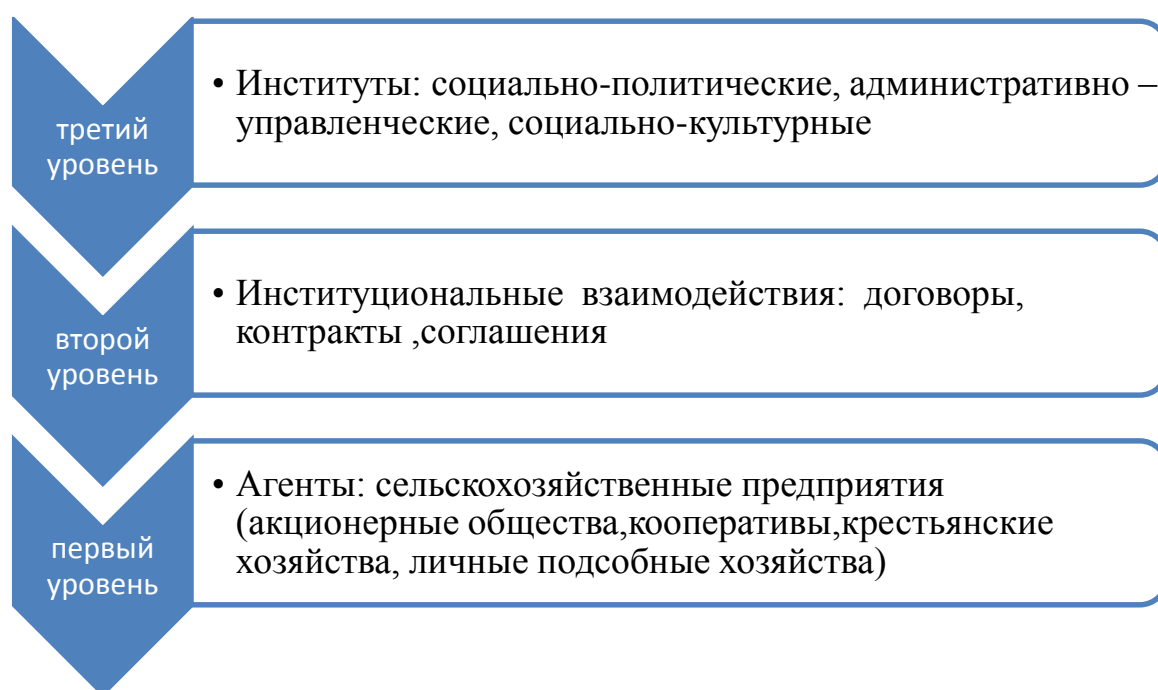 третий
уровень
• Институты: социально-политические, административно –
управленческие, социально-культурные
второй
уровень
• Институциональные взаимодействия: договоры,
контракты ,соглашения
первый
уровень
• Агенты: сельскохозяйственные предприятия
(акционерные общества,кооперативы,крестьянские
хозяйства, личные подсобные хозяйства)